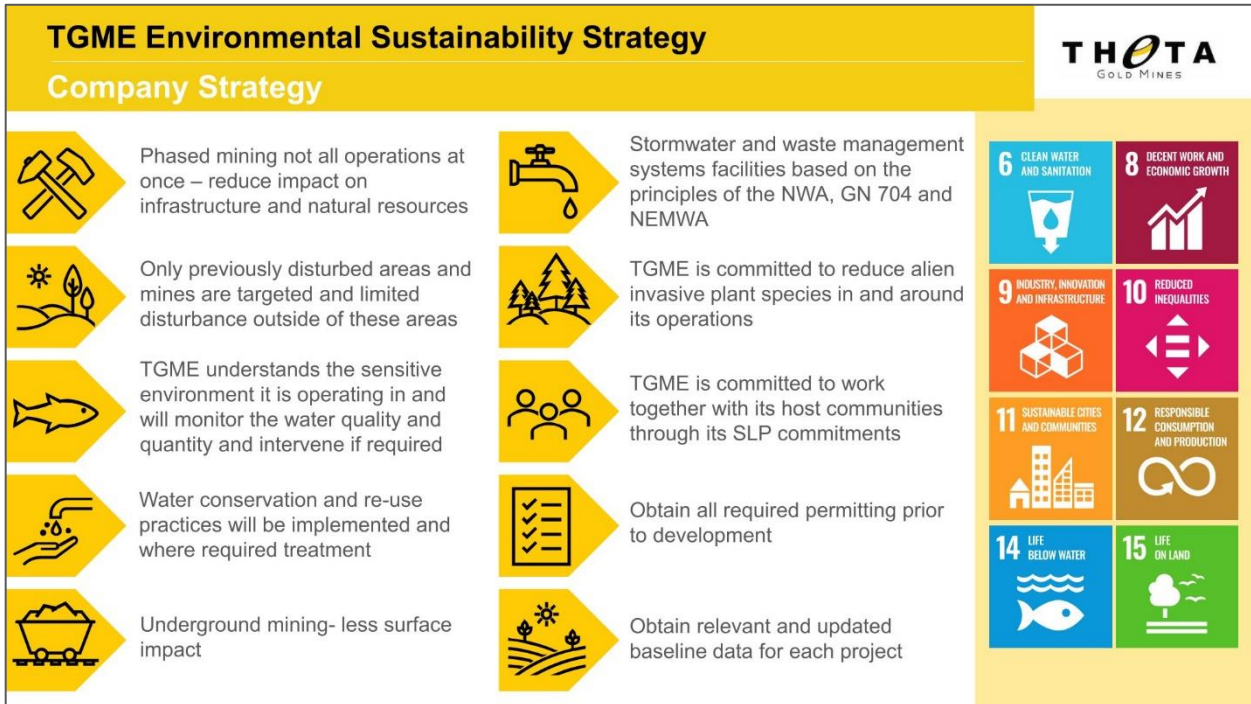 TGME Environmental Sustainability Strategy
Company Strategy
THETA
GOLD MINES
Phased mining not all operations at
once – reduce impact on
infrastructure and natural resources
Only previously disturbed areas and
mines are targeted and limited
disturbance outside of these areas
TGME understands the sensitive
environment it is operating in and
will monitor the water quality and
quantity and intervene if required
Water conservation and re-use
practices will be implemented and
where required treatment
Underground mining- less surface
impact
Stormwater and waste management
systems facilities based on the
principles of the NWA, GN 704 and
NEMWA
TGME is committed to reduce alien
invasive plant species in and around
its operations
TGME is committed to work
together with its host communities
through its SLP commitments
Obtain all required permitting prior
to development
Obtain relevant and updated
baseline data for each project
6 CLEAN WATER
AND SANITATION
8 DECENT WORK AND
ECONOMIC GROWTH
9 INDUSTRY, INNOVATION
AND INFRASTRUCTURE
10 REDUCED
INEQUALITIES
11 SUSTAINABLE CITIES
AND COMMUNITIES
12 RESPONSIBLE
CONSUMPTION
AND PRODUCTION
14 LIFE
BELOW WATER
15 LIFE
ON LAND